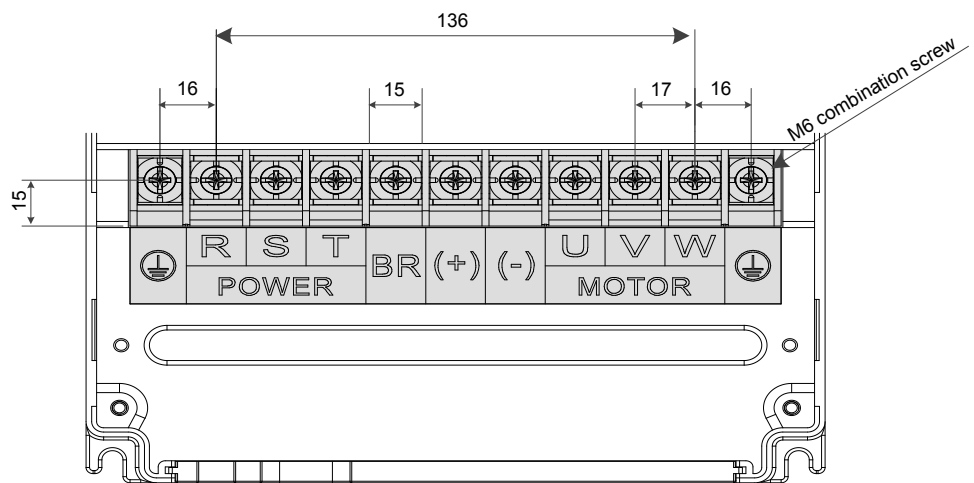 136
16
15
17
16
M6 combination screw
15
R S T
BR (+) (-)
U V W
POWER
MOTOR